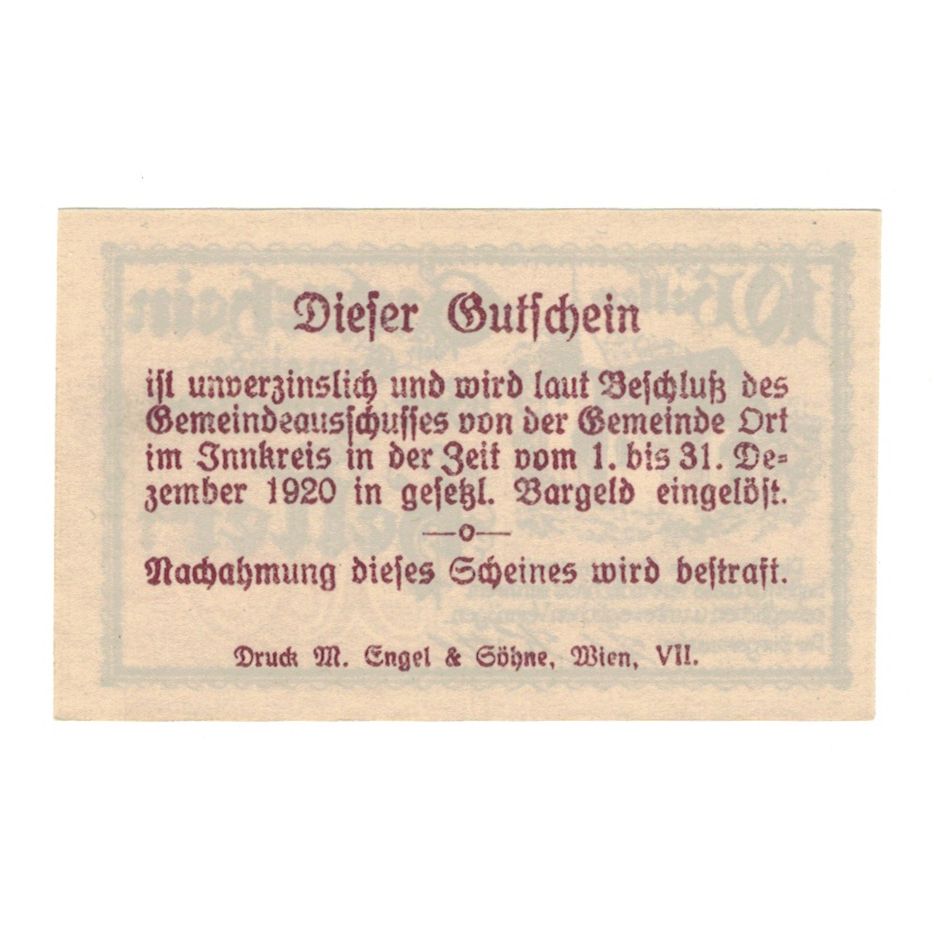 Dieser Gutschein
ist unverzinslich und wird laut Beschluß des
Gemeindeausschusses von der Gemeinde Ort
im Innkreis in der Zeit vom 1. bis 31. De-
zember 1920 in gesetzl. Bargeld eingelöst.
Nachahmung dieses Scheines wird bestraft.
Druck M. Engel & Söhne, Wien, VII.